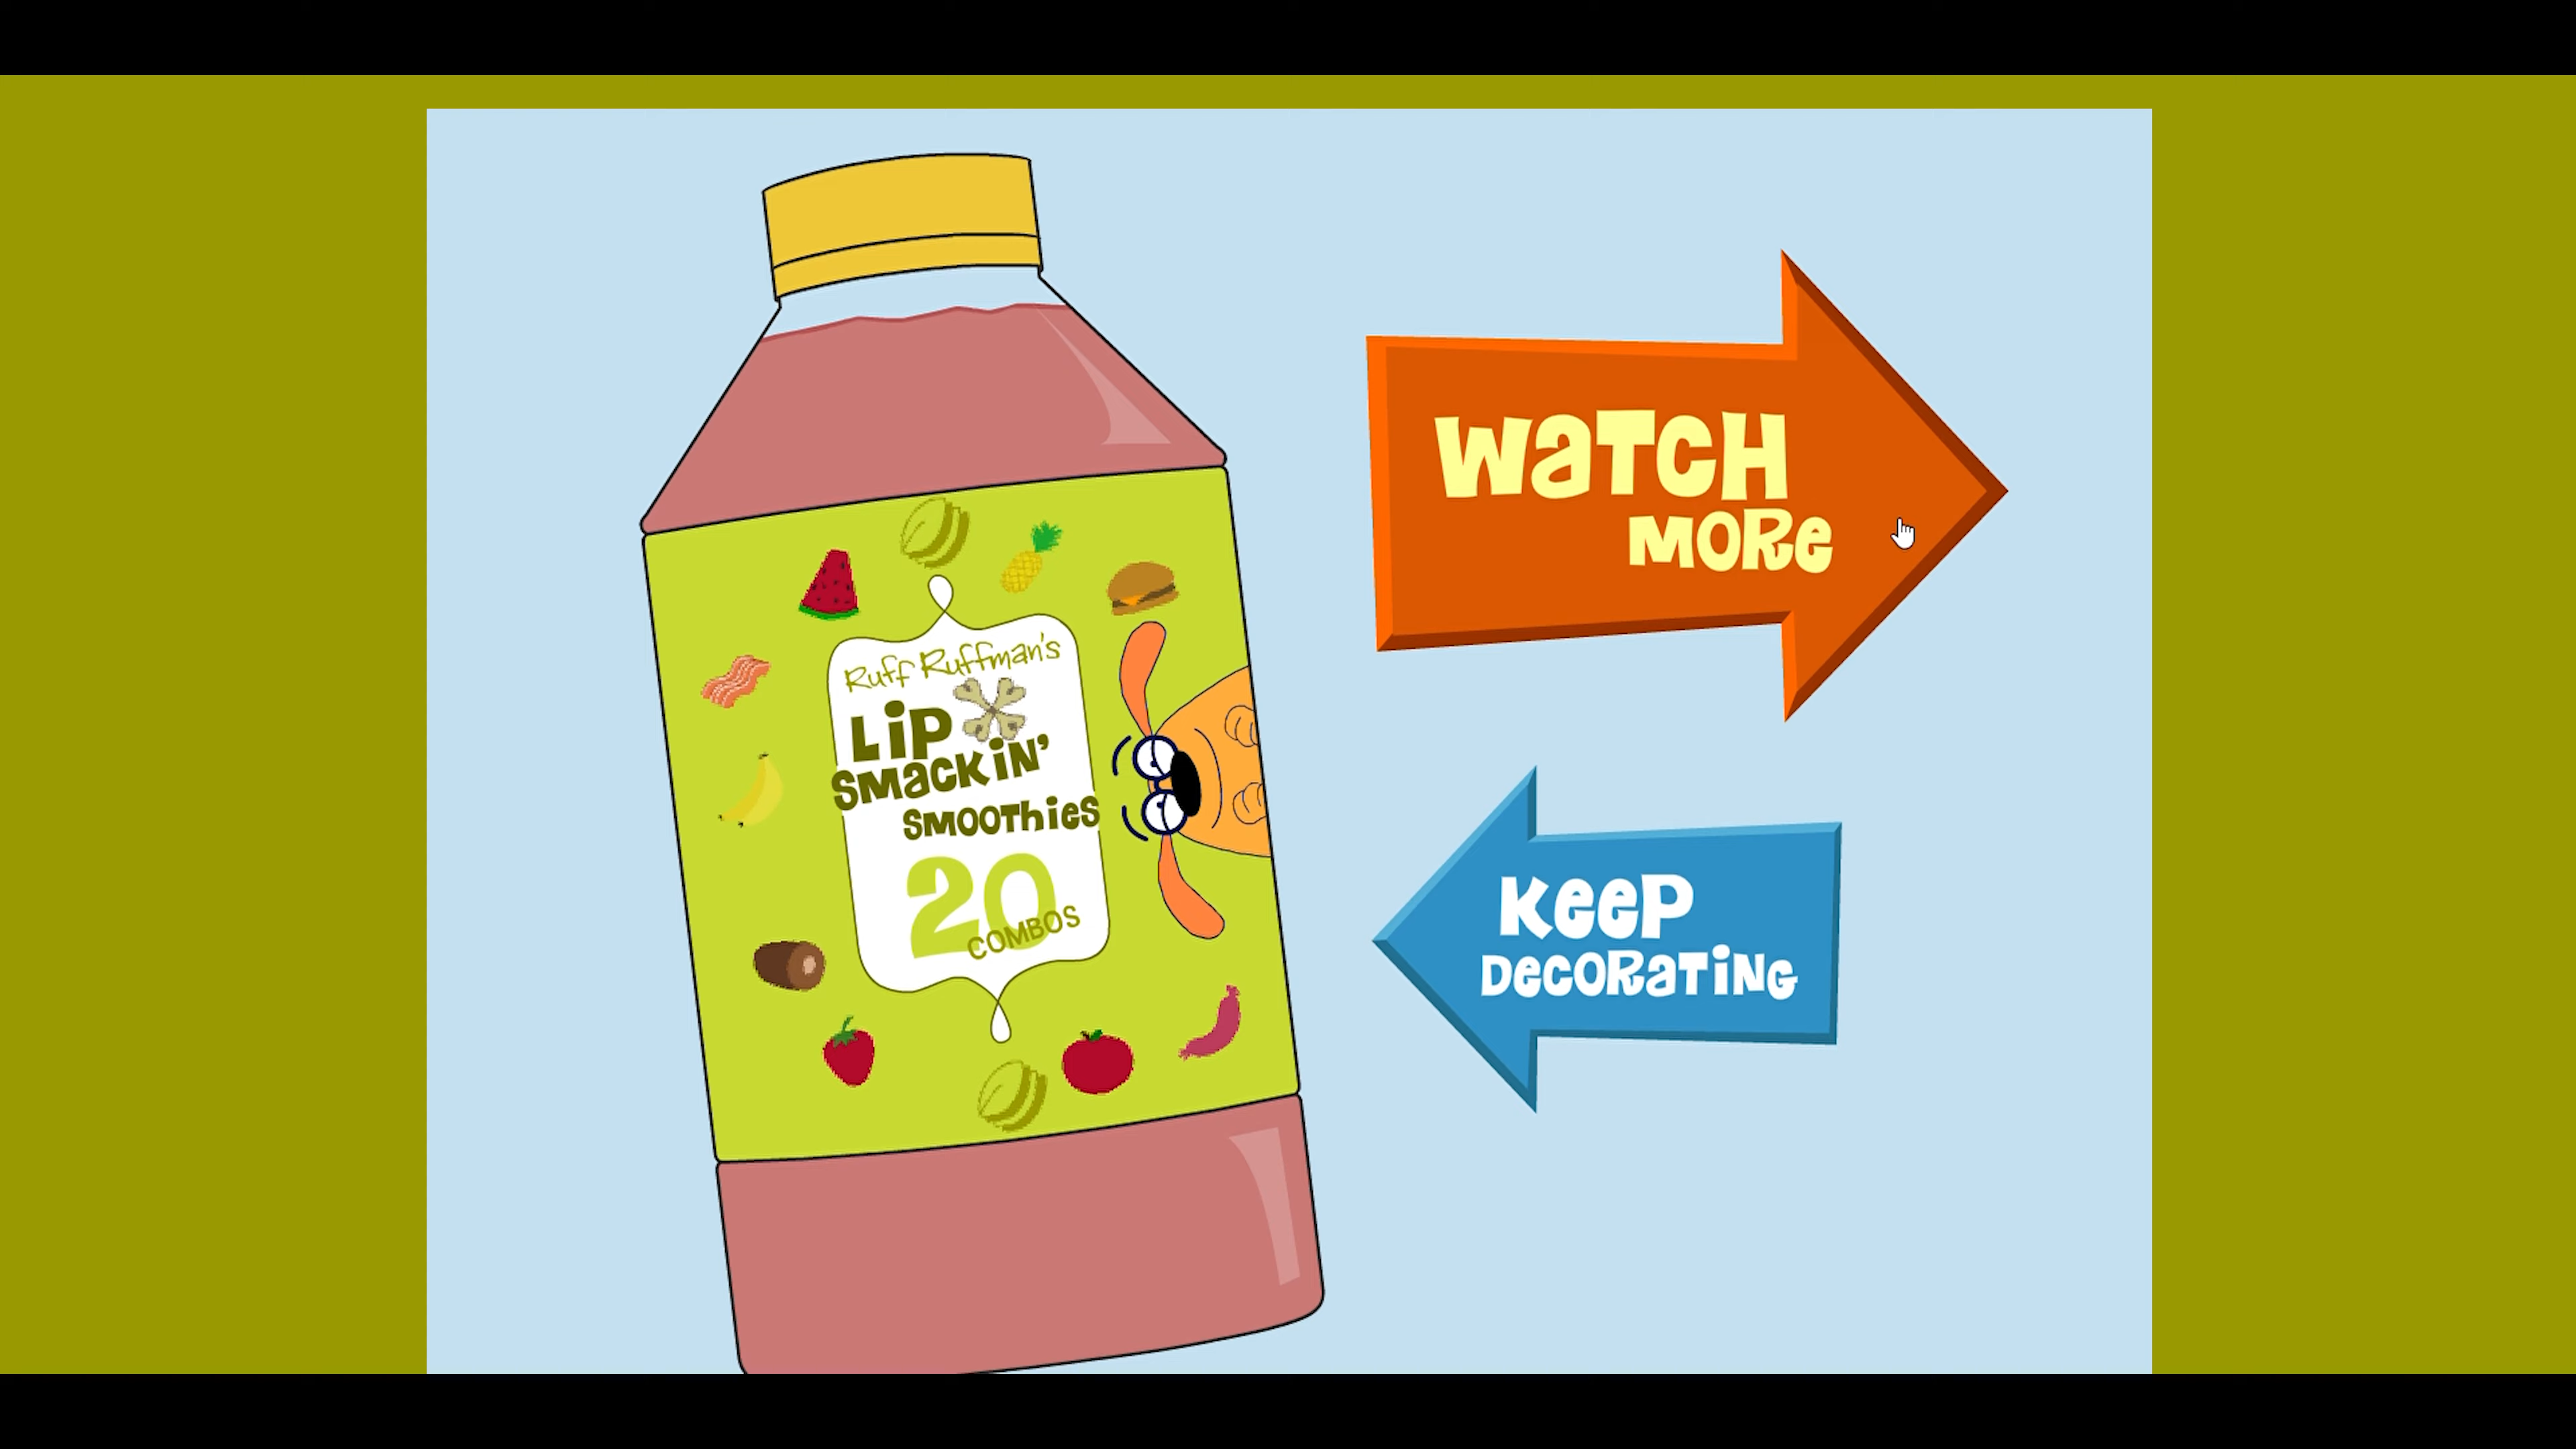 Ruff Ruffman's
LiP
SMaCKiN'
SMOOThieS
20
COMBOS
WaTCH
MORe
KeeP
DeCORaTiNG